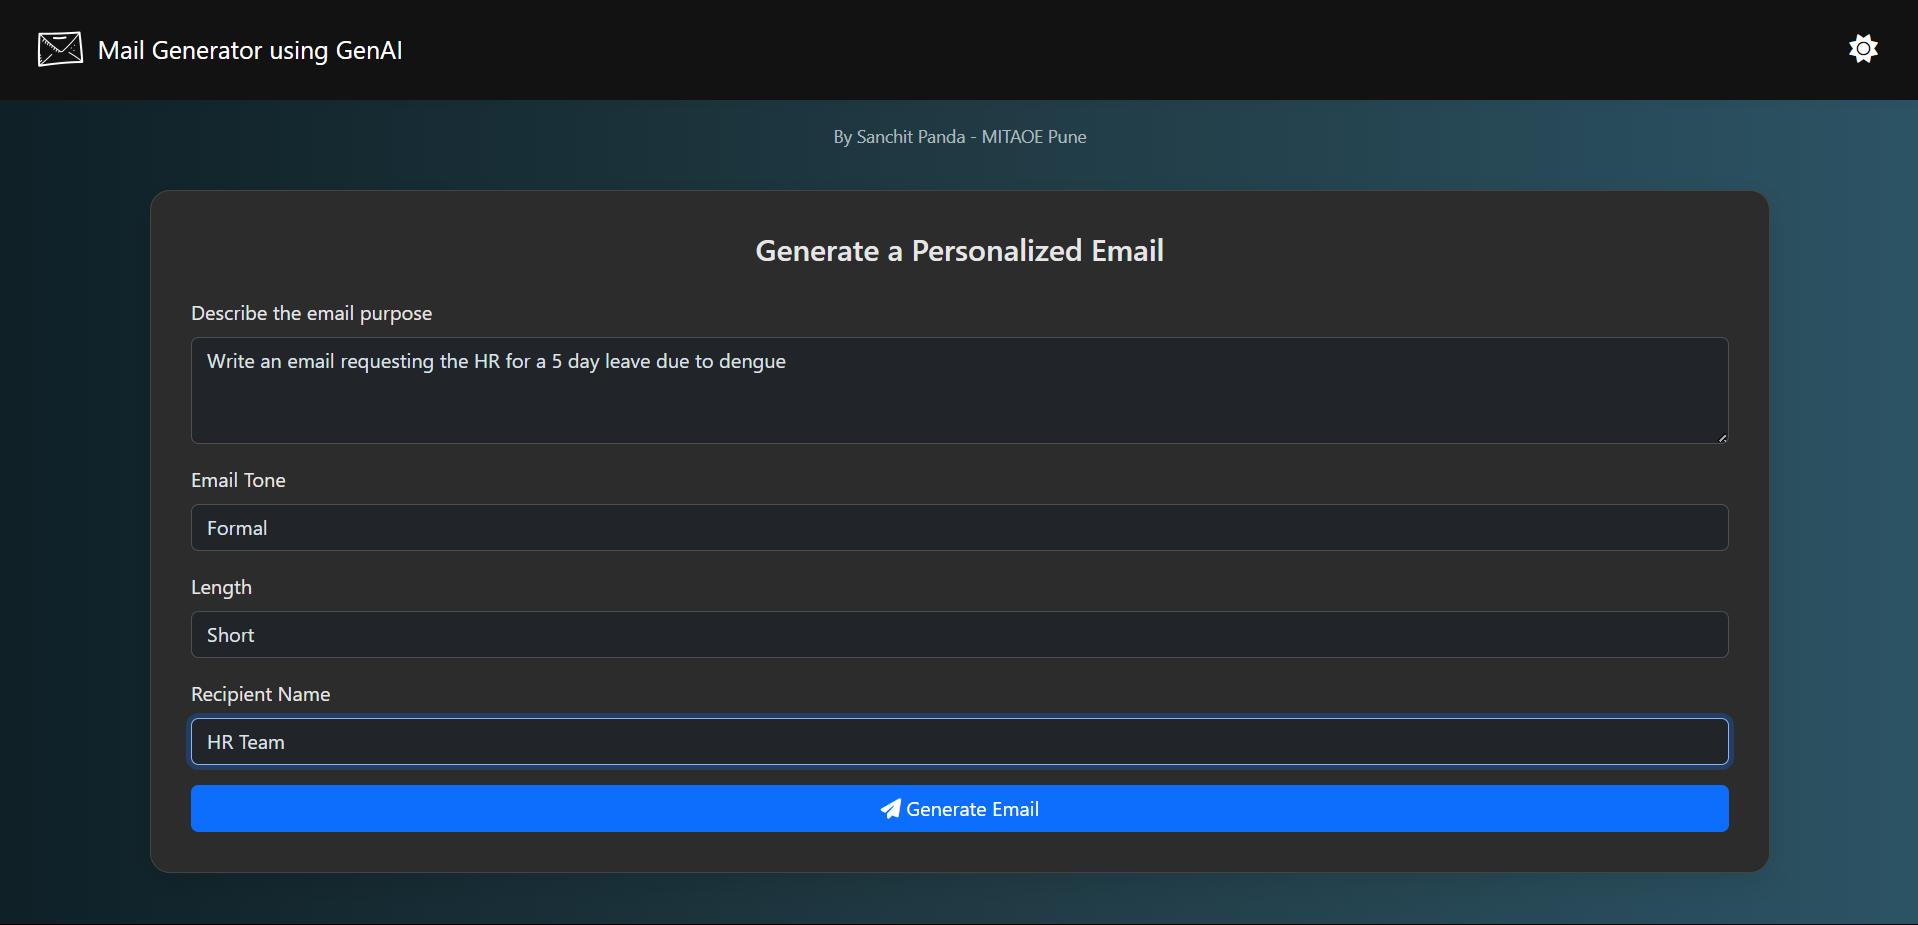 Mail Generator using GenAI
By Sanchit Panda - MITAOE Pune
Generate a Personalized Email
Describe the email purpose
Write an email requesting the HR for a 5 day leave due to dengue
Email Tone
Formal
Length
Short
Recipient Name
HR Team
Generate Email